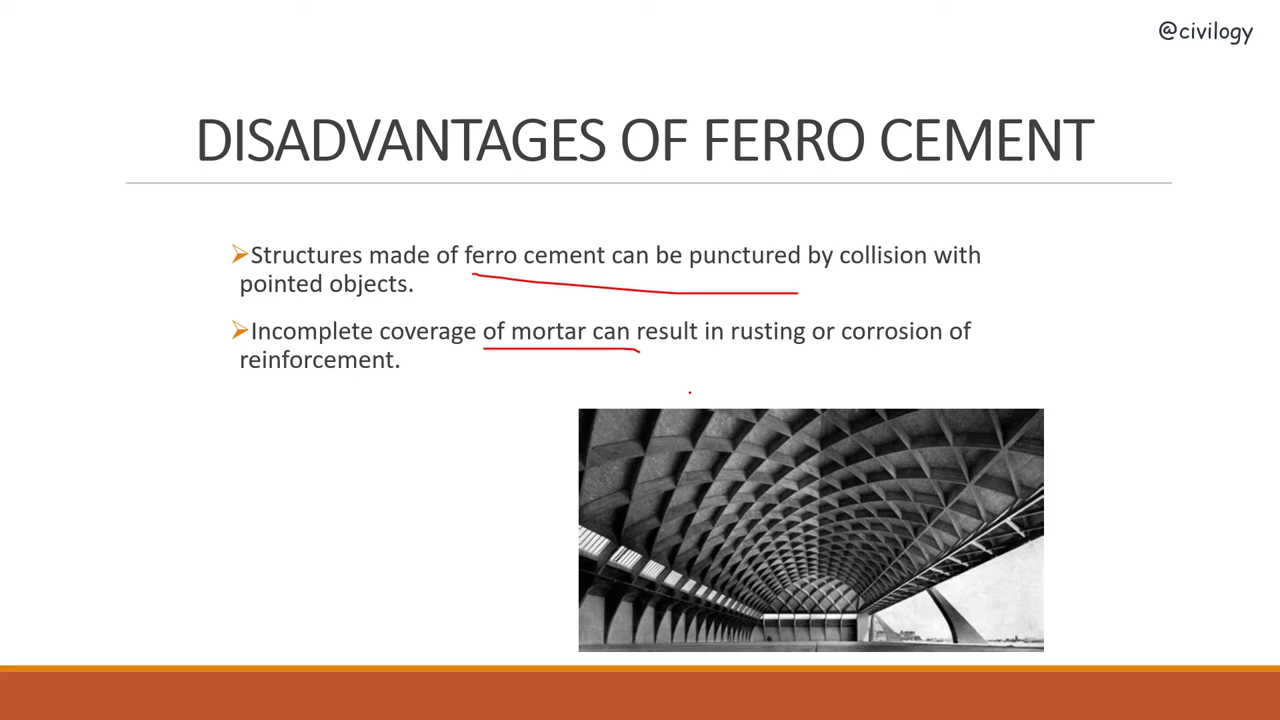 @civilogy
DISADVANTAGES OF FERRO CEMENT
Structures made of ferro cement can be punctured by collision with
pointed objects.
Incomplete coverage of mortar can result in rusting or corrosion of
reinforcement.